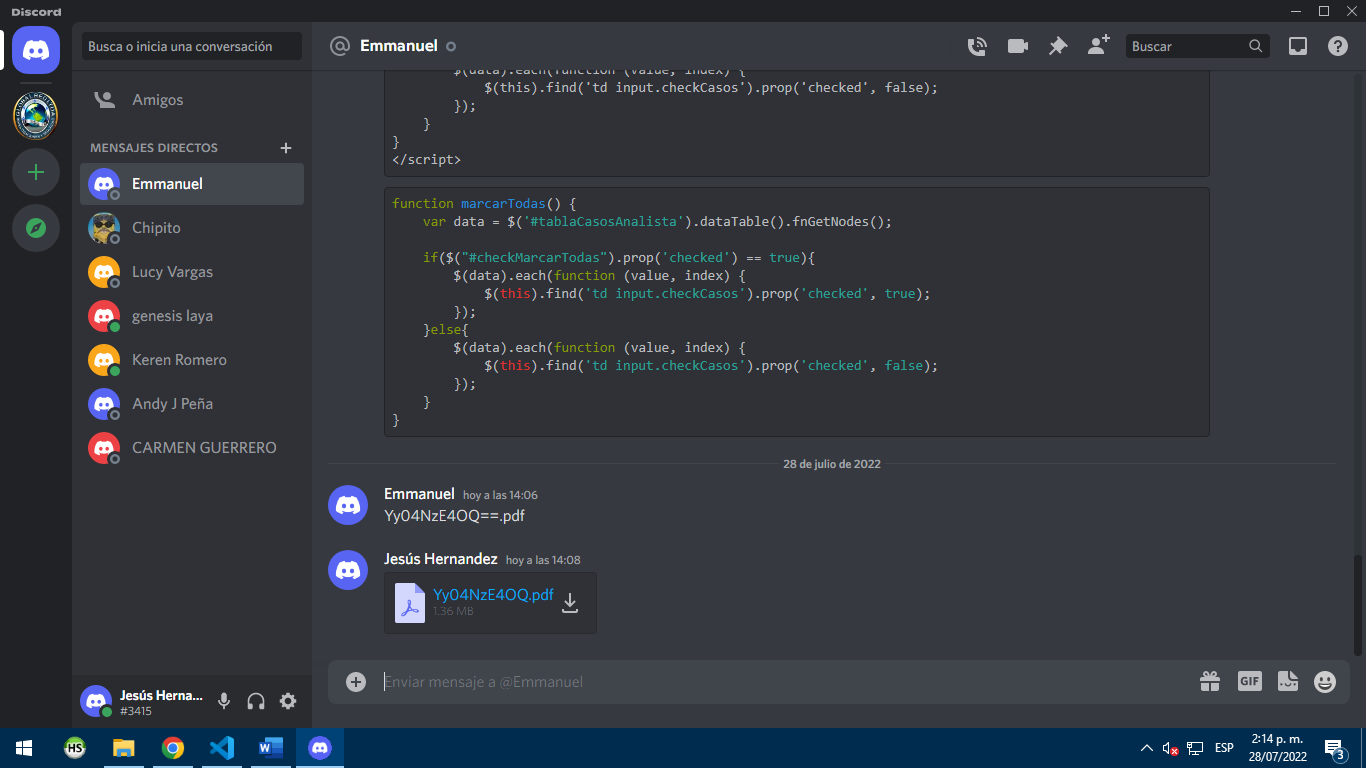 Discord
Busca o inicia una conversación
Amigos
MENSAJES DIRECTOS
Emmanuel
Chipito
Lucy Vargas
genesis laya
Keren Romero
Andy J Peña
CARMEN GUERRERO
Jesús Herna...
#3415
Emmanuel
Buscar
$(data).each(function (value, index) {
$(this).find('td input.checkCasos').prop('checked', false);
});
}
}
</script>
function marcarTodas() {
var data = $('#tablaCasosAnalista').dataTable().fnGetNodes();
if($("#checkMarcarTodas").prop('checked') == true){
$(data).each(function (value, index) {
$(this).find('td input.checkCasos').prop('checked', true);
});
}else{
$(data).each(function (value, index) {
$(this).find('td input.checkCasos').prop('checked', false);
});
}
}
28 de julio de 2022
Emmanuel hoy a las 14:06
Yy04NzE4OQ==.pdf
Jesús Hernandez hoy a las 14:08
Yy04NzE4OQ.pdf
1.36 MB
Enviar mensaje a @Emmanuel
GIF
HS
ESP
2:14 p. m.
28/07/2022
3